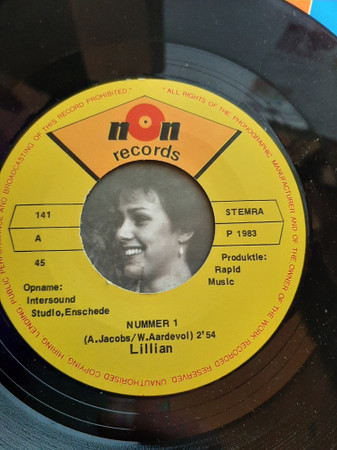 "ALL RIGHTS OF THE PHONOGRAPHIC MANUFACTURER AND OF THE OWNER OF THE WORK RECORDED RESERVED. UNAUTHORISED COPYING HIRING, LENDING PUBLIC PERFORMANCE AND BROADCASTING OF THIS RECORD PROHIBITED."
non
records
141
STEMRA
A
P 1983
45
Produktie:
Rapid
Music
Opname:
Intersound
Studio, Enschede
NUMMER 1
(A.Jacobs/W.Aardevol) 2'54
Lillian